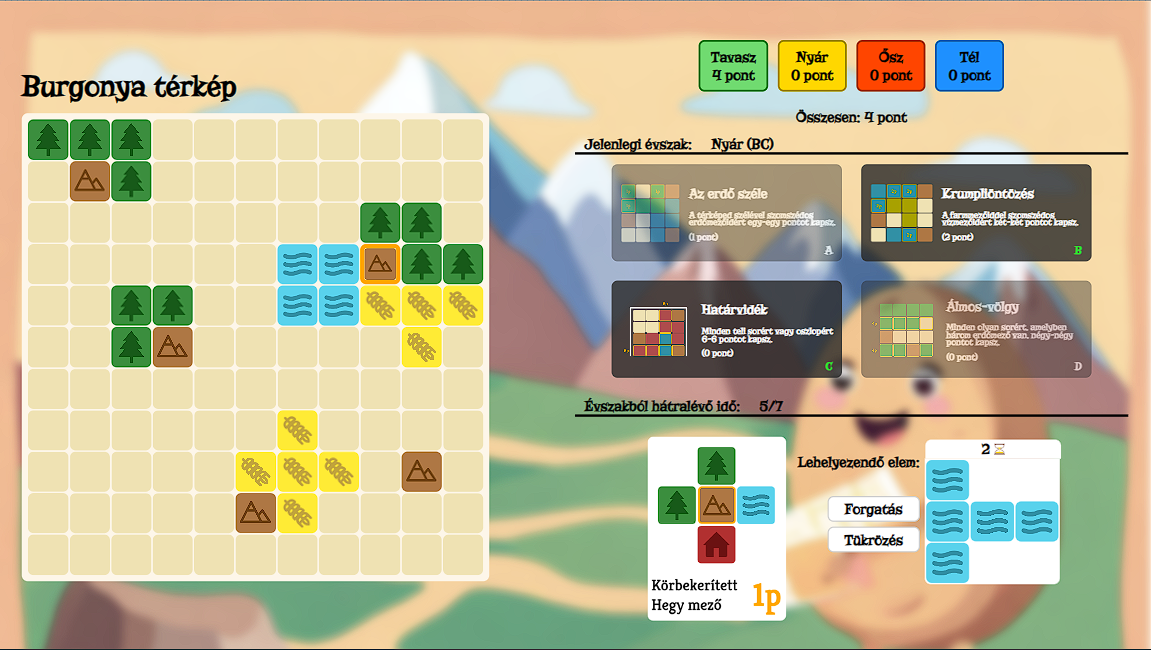 Tavasz
4 pont
Nyár
0 pont
Ősz
0 pont
Tél
0 pont
Burgonya térkép
Összesen: 4 pont
Jelenlegi évszak: Nyár (BC)
Az erdő széle
A térképed szélével szomszédos
erdőmezőidért egy-egy pontot kapsz.
(1 pont)
A
Krumpliöntözés
A farmmezőiddel szomszédos
vízmezőidért két-két pontot kapsz.
(2 pont)
B
Határvidék
Minden teli sorért vagy oszlopért
6-6 pontot kapsz.
(0 pont)
C
Álmos-völgy
Minden olyan sorért, amelyben
három erdőmező van, négy-négy
pontot kapsz.
(0 pont)
D
Évszakból hátralévő idő: 5/7
2
Lehelyezendő elem:
Forgatás
Tükrözés
Körbekerített
Hegy mező
1p